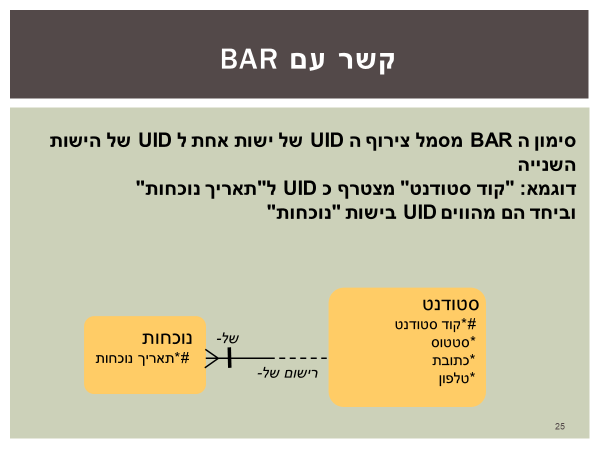 קשר עם BAR
סימון ה BAR מסמל צירוף ה UID של ישות אחת ל UID של הישות
השנייה
דוגמא: "קוד סטודנט" מצטרף כ UID ל"תאריך נוכחות"
וביחד הם מהווים UID בישות "נוכחות"
סטודנט
#*קוד סטודנט
*סטטוס
*כתובת
*טלפון
של-
רישום של-
נוכחות
#*תאריך נוכחות
25